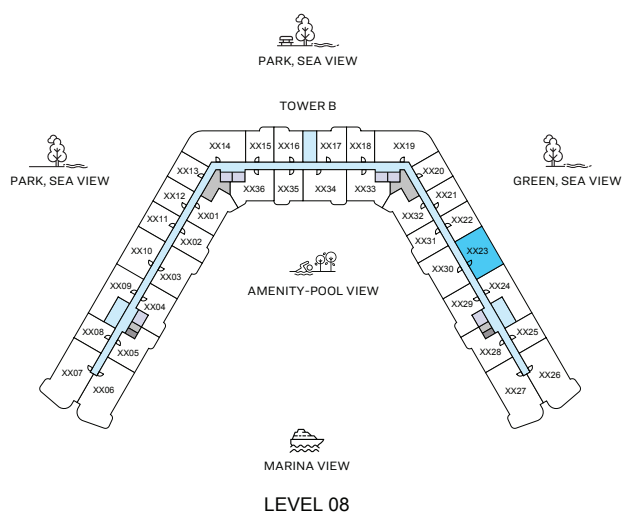 PARK, SEA VIEW
TOWER B
PARK, SEA VIEW
GREEN, SEA VIEW
XX14
XX15
XX16
XX17
XX18
XX19
XX13
XX20
XX12
XX36
XX35
XX34
XX33
XX21
XX11
XX01
XX32
XX22
XX10
XX02
XX31
XX23
XX09
XX03
XX30
XX24
XX08
XX04
XX29
XX25
XX07
XX05
XX28
XX26
XX06
XX27
AMENITY-POOL VIEW
MARINA VIEW
LEVEL 08